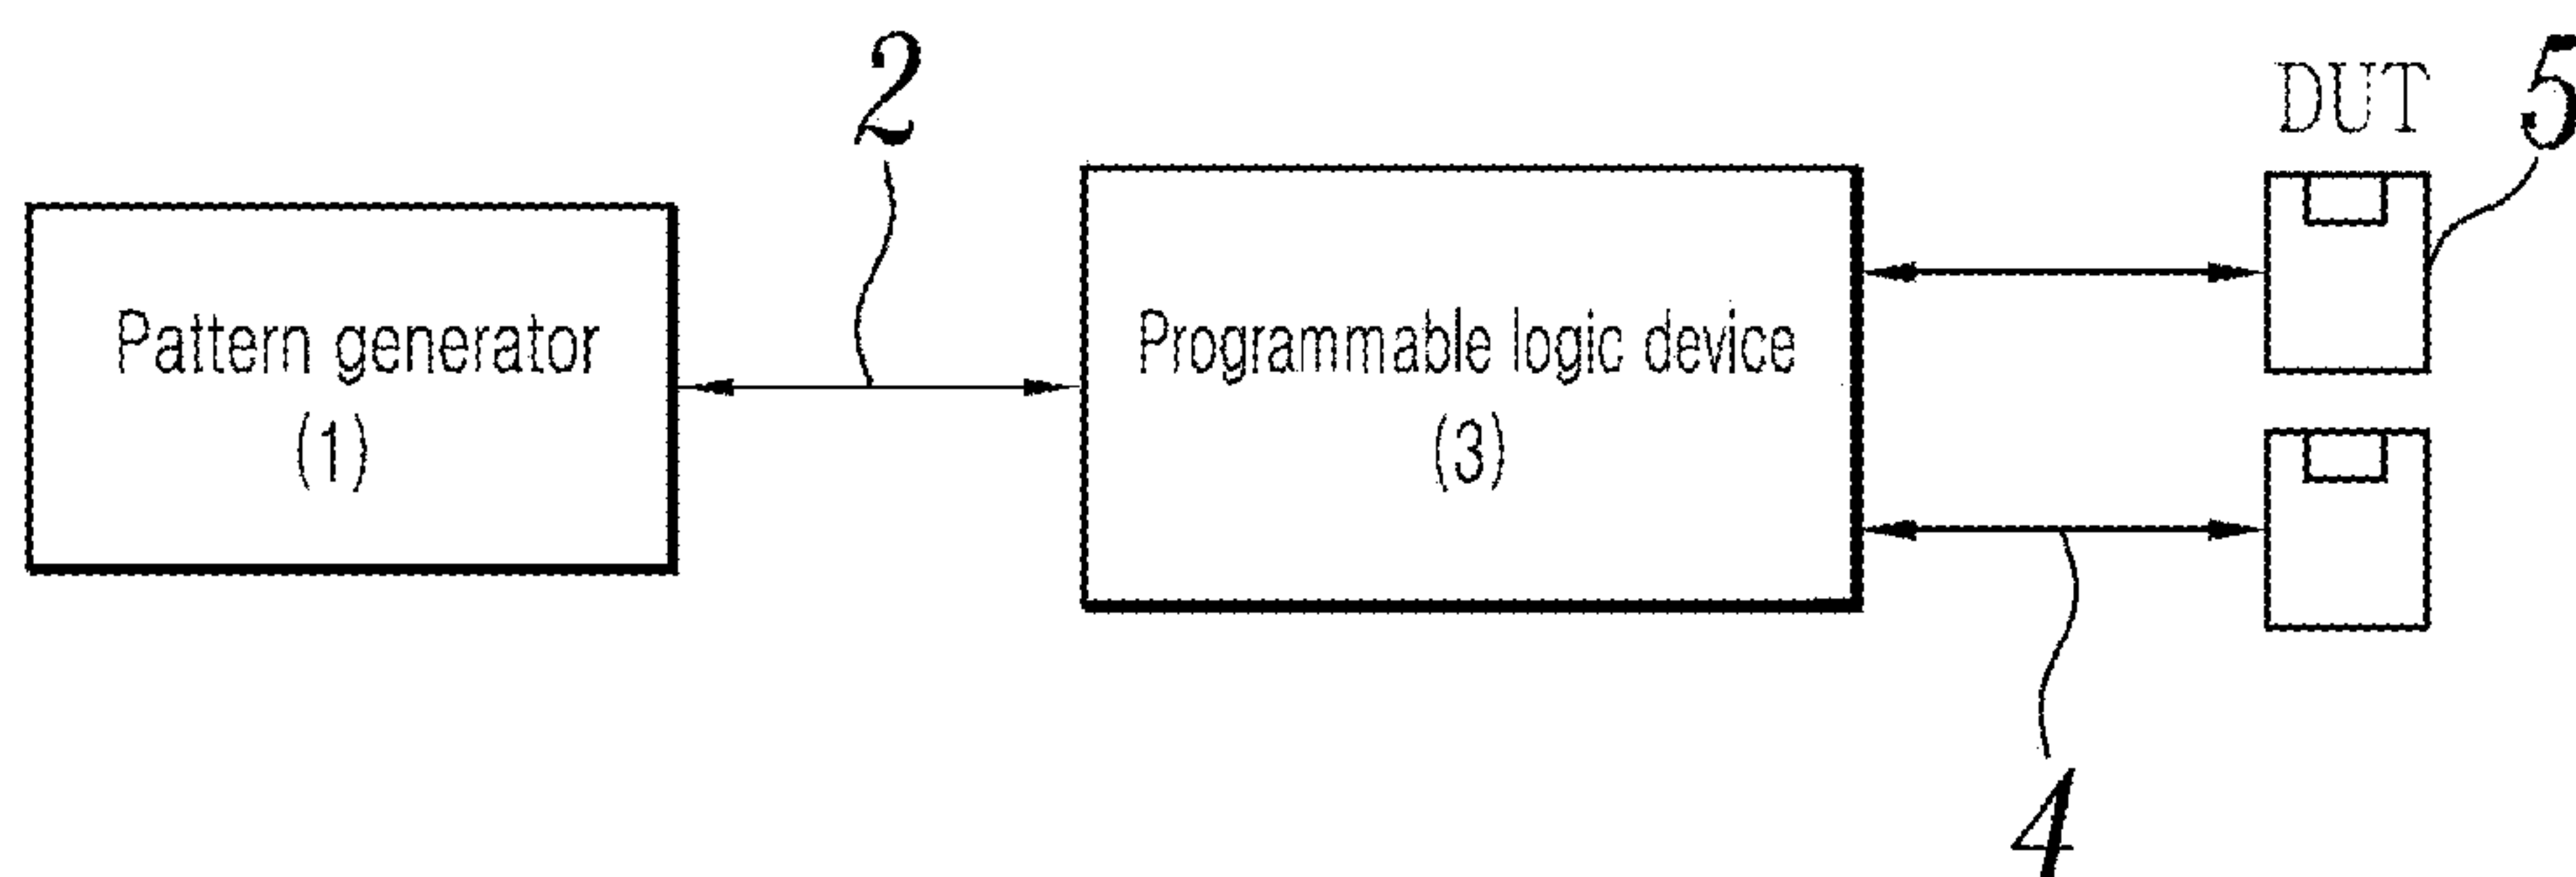 2
DUT
5
Pattern generator
(1)
Programmable logic device
(3)
4